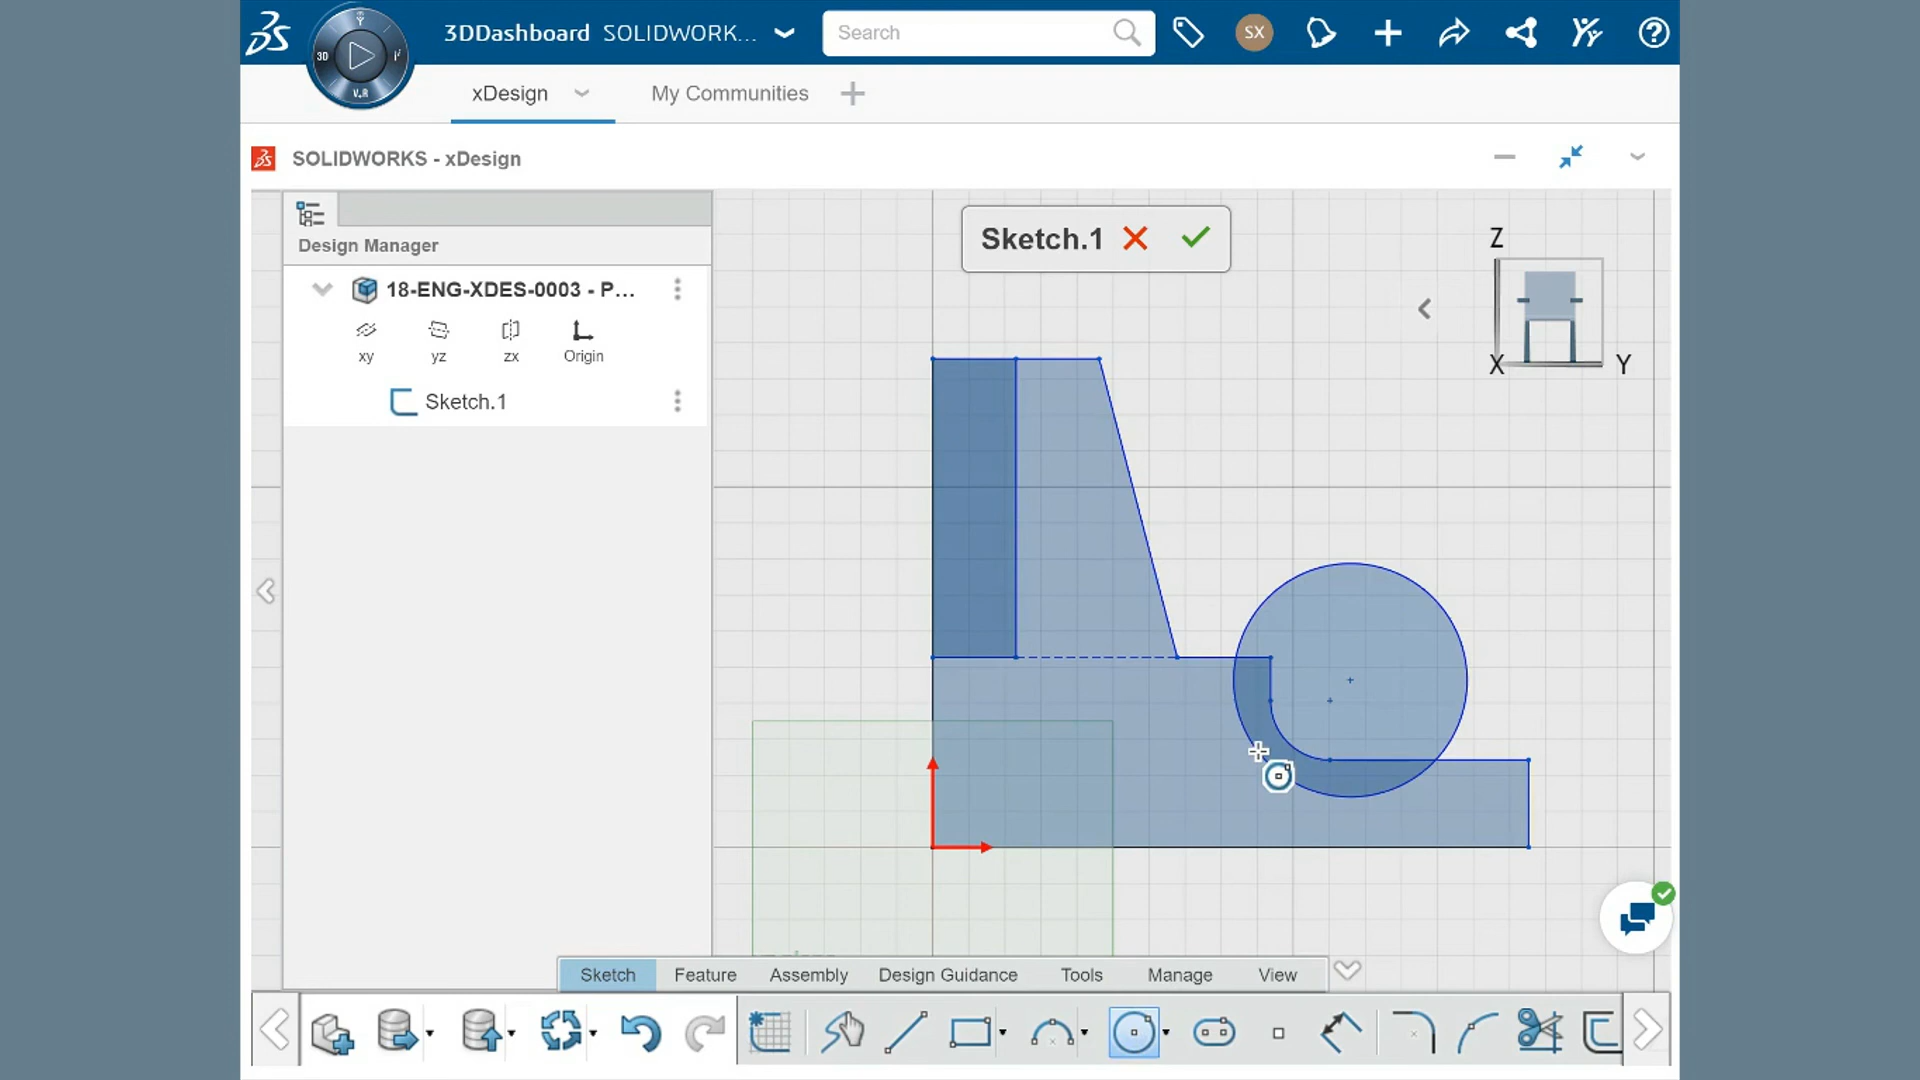 3DDashboard SOLIDWORK...
Search
SX
3D
V.R
xDesign
My Communities
SOLIDWORKS - xDesign
Design Manager
18-ENG-XDES-0003 - P...
xy yz zx Origin
Sketch.1
Sketch.1
Z
X
Y
Sketch Feature Assembly Design Guidance Tools Manage View